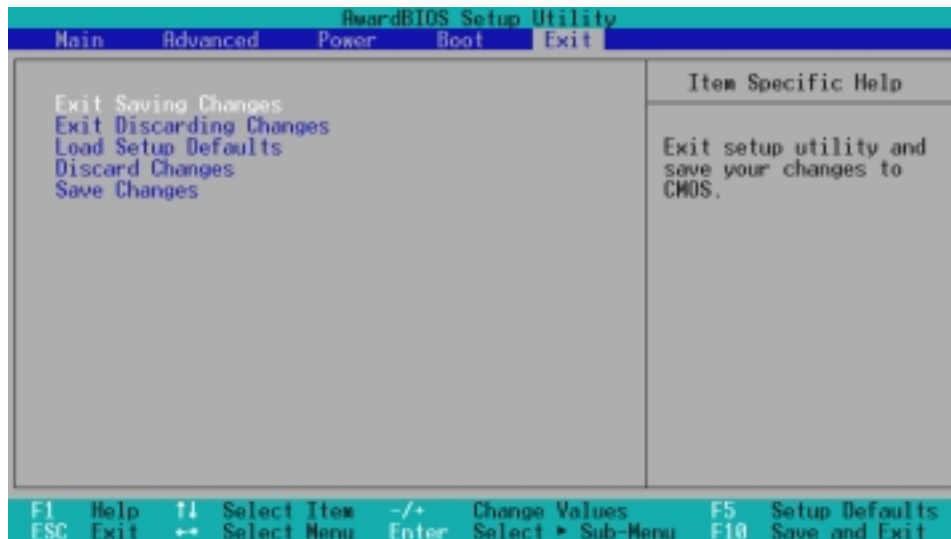 AwardBIOS Setup Utility
Main Advanced Power Boot Exit
Exit Saving Changes
Exit Discarding Changes
Load Setup Defaults
Discard Changes
Save Changes
Item Specific Help
Exit setup utility and
save your changes to
CMOS.
F1 Help ↑↓ Select Item -/+ Change Values F5 Setup Defaults
ESC Exit ←→ Select Menu Enter Select ► Sub-Menu F10 Save and Exit